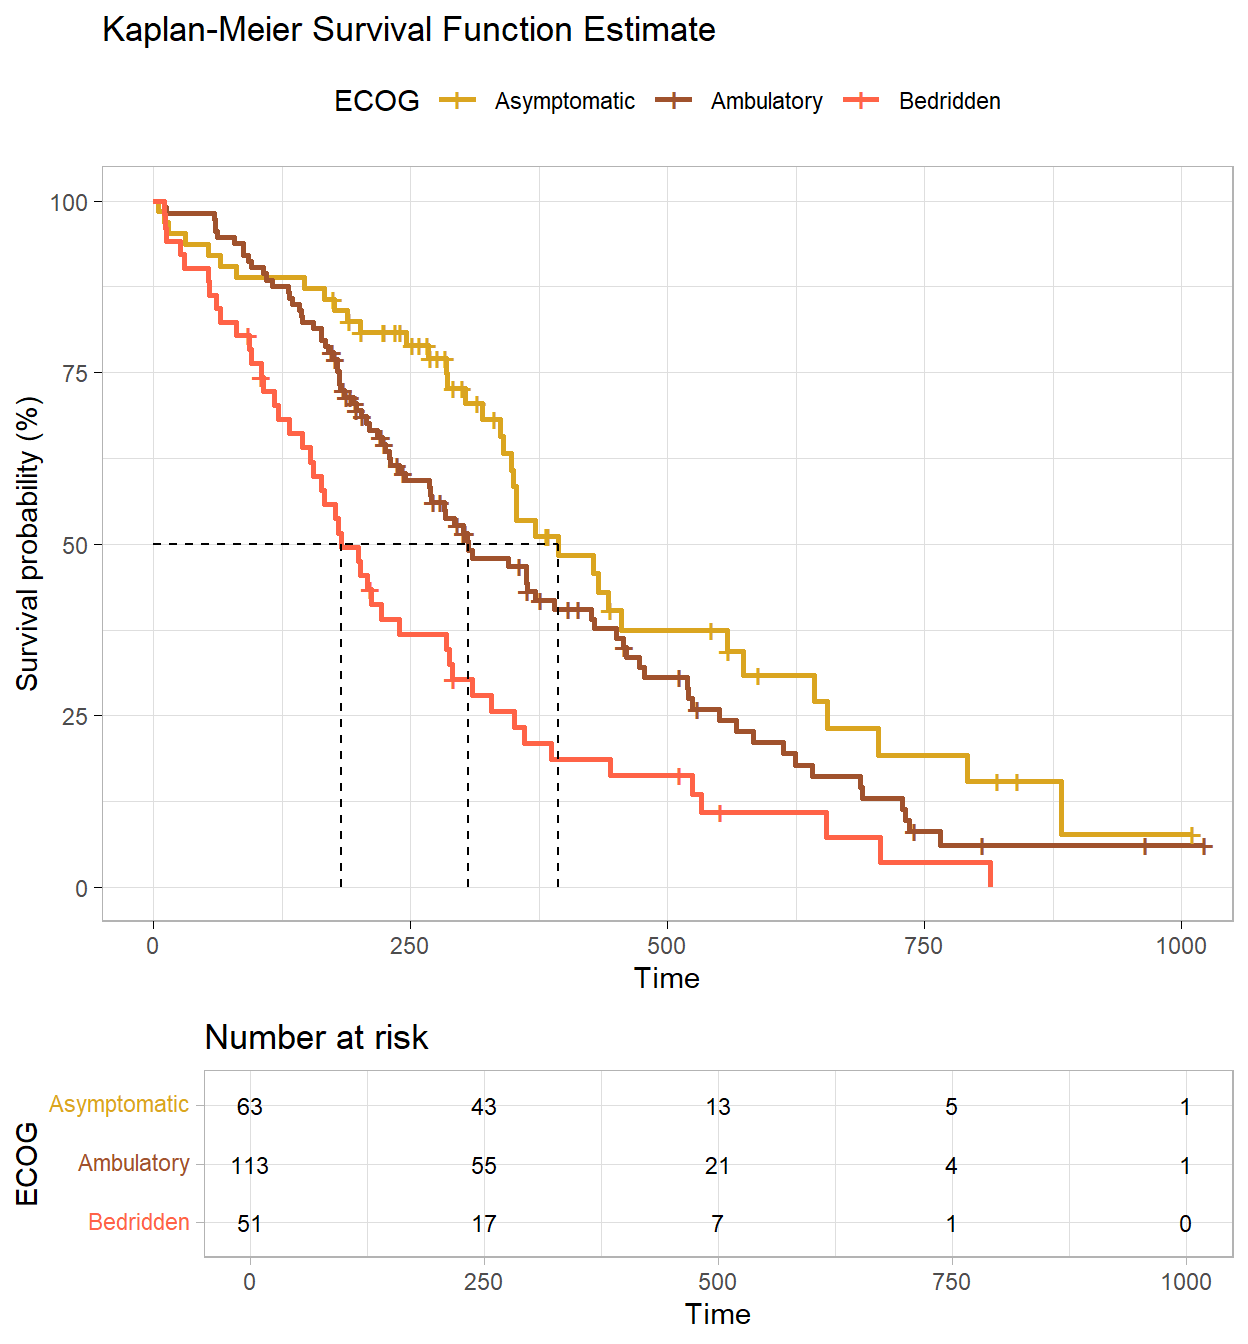 Kaplan-Meier Survival Function Estimate
ECOG Asymptomatic Ambulatory Bedridden
Survival probability (%)
100
75
50
25
0
0 250 500 750 1000
Time
Number at risk
ECOG
Asymptomatic 63 43 13 5 1
Ambulatory 113 55 21 4 1
Bedridden 51 17 7 1 0
0 250 500 750 1000
Time